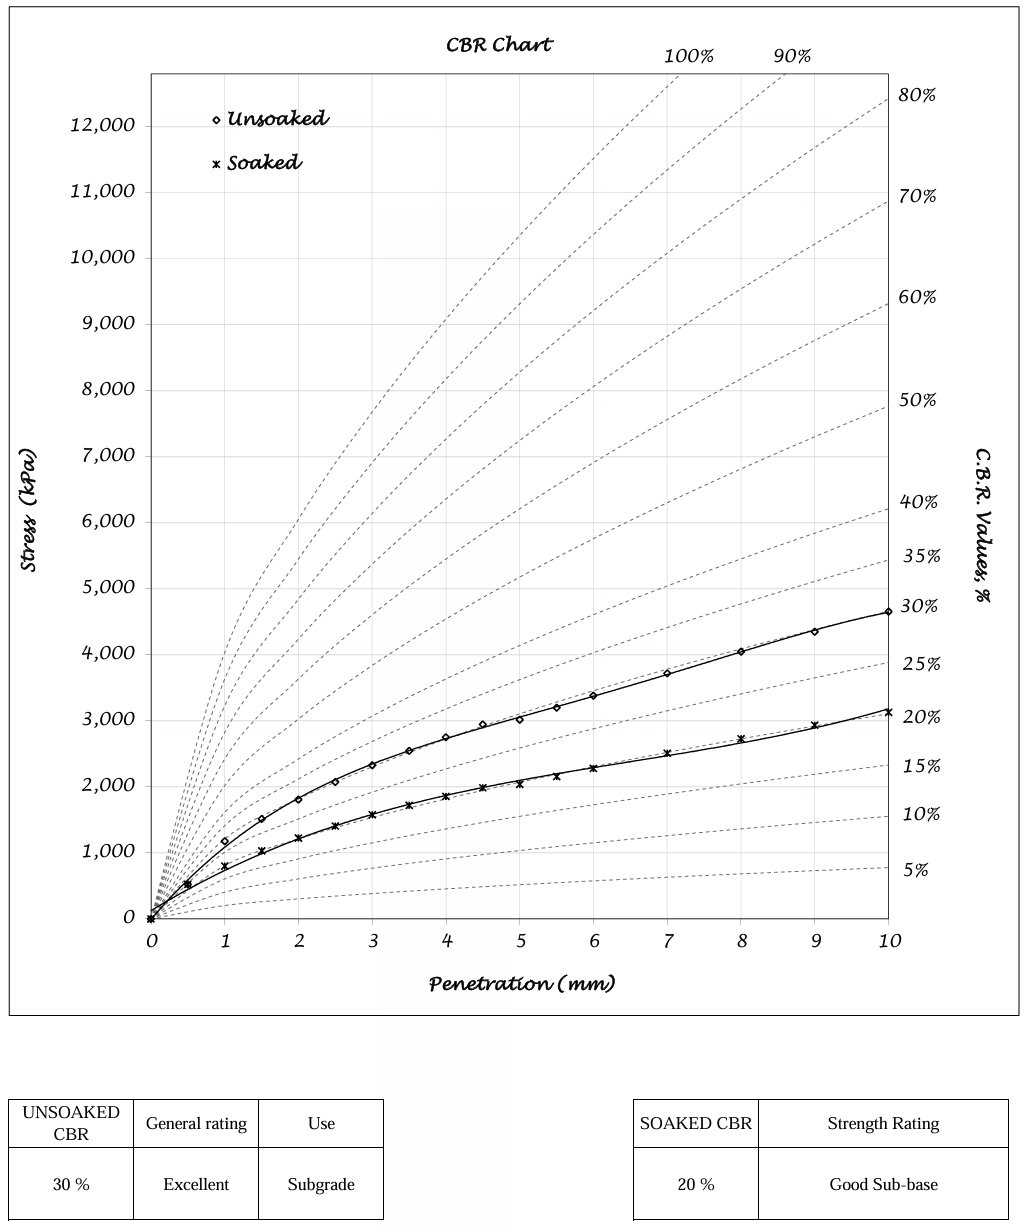 CBR Chart
100%
90%
80%
70%
60%
50%
40%
35%
30%
25%
20%
15%
10%
5%
Unsoaked
Soaked
12,000
11,000
10,000
9,000
8,000
7,000
6,000
5,000
4,000
3,000
2,000
1,000
0
Stress (kPa)
C.B.R. Values, %
0 1 2 3 4 5 6 7 8 9 10
Penetration (mm)
UNSOAKED CBR
General rating
Use
30 %
Excellent
Subgrade
SOAKED CBR
Strength Rating
20 %
Good Sub-base